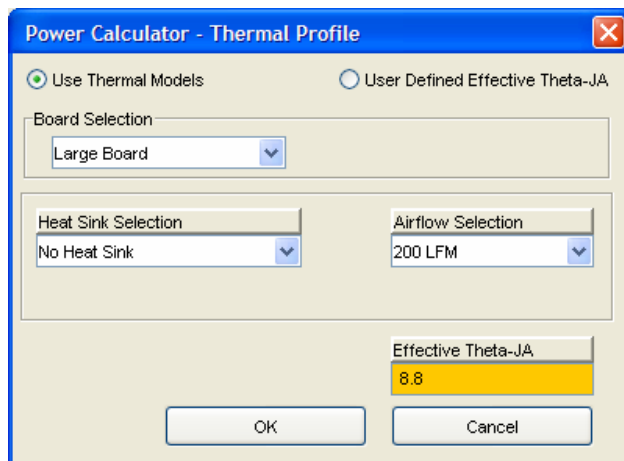 Power Calculator - Thermal Profile
Use Thermal Models
User Defined Effective Theta-JA
Board Selection
Large Board
Heat Sink Selection
Airflow Selection
No Heat Sink
200 LFM
Effective Theta-JA
8.8
OK
Cancel